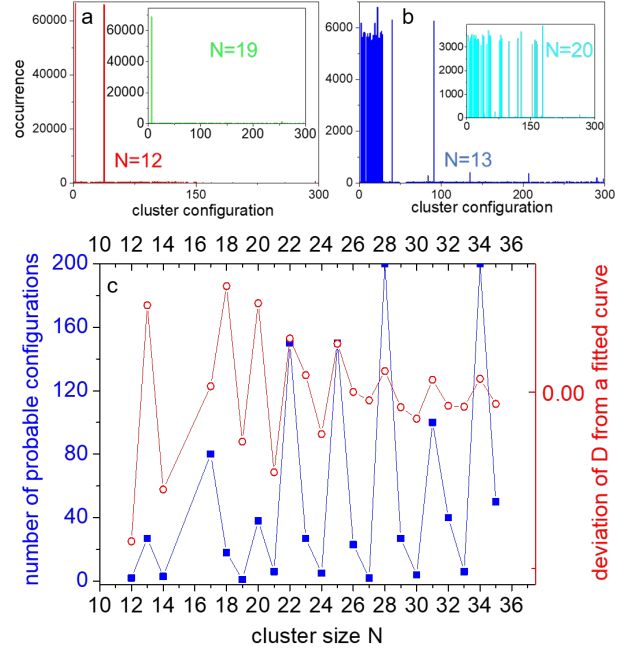 a
b
60000
40000
20000
0
occurrence
0
150
300
cluster configuration
N=12
80000
60000
40000
20000
0
0
100
200
300
N=19
6000
4000
2000
0
0
100
200
300
cluster configuration
N=13
3000
2000
1000
0
0
150
300
N=20
10 12 14 16 18 20 22 24 26 28 30 32 34 36
c
200
160
120
80
40
0
number of probable configurations
0.00
deviation of D from a fitted curve
10 12 14 16 18 20 22 24 26 28 30 32 34 36
cluster size N